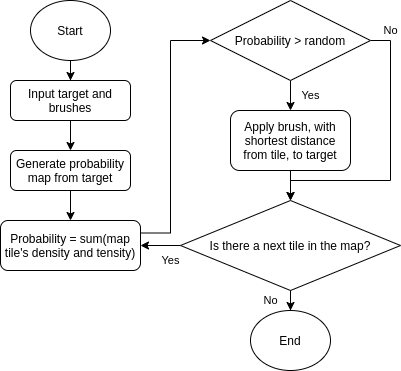 Start
Input target and
brushes
Generate probability
map from target
Probability = sum(map
tile's density and tensity)
Probability > random
No
Yes
Apply brush, with
shortest distance
from tile, to target
Is there a next tile in the map?
Yes
No
End